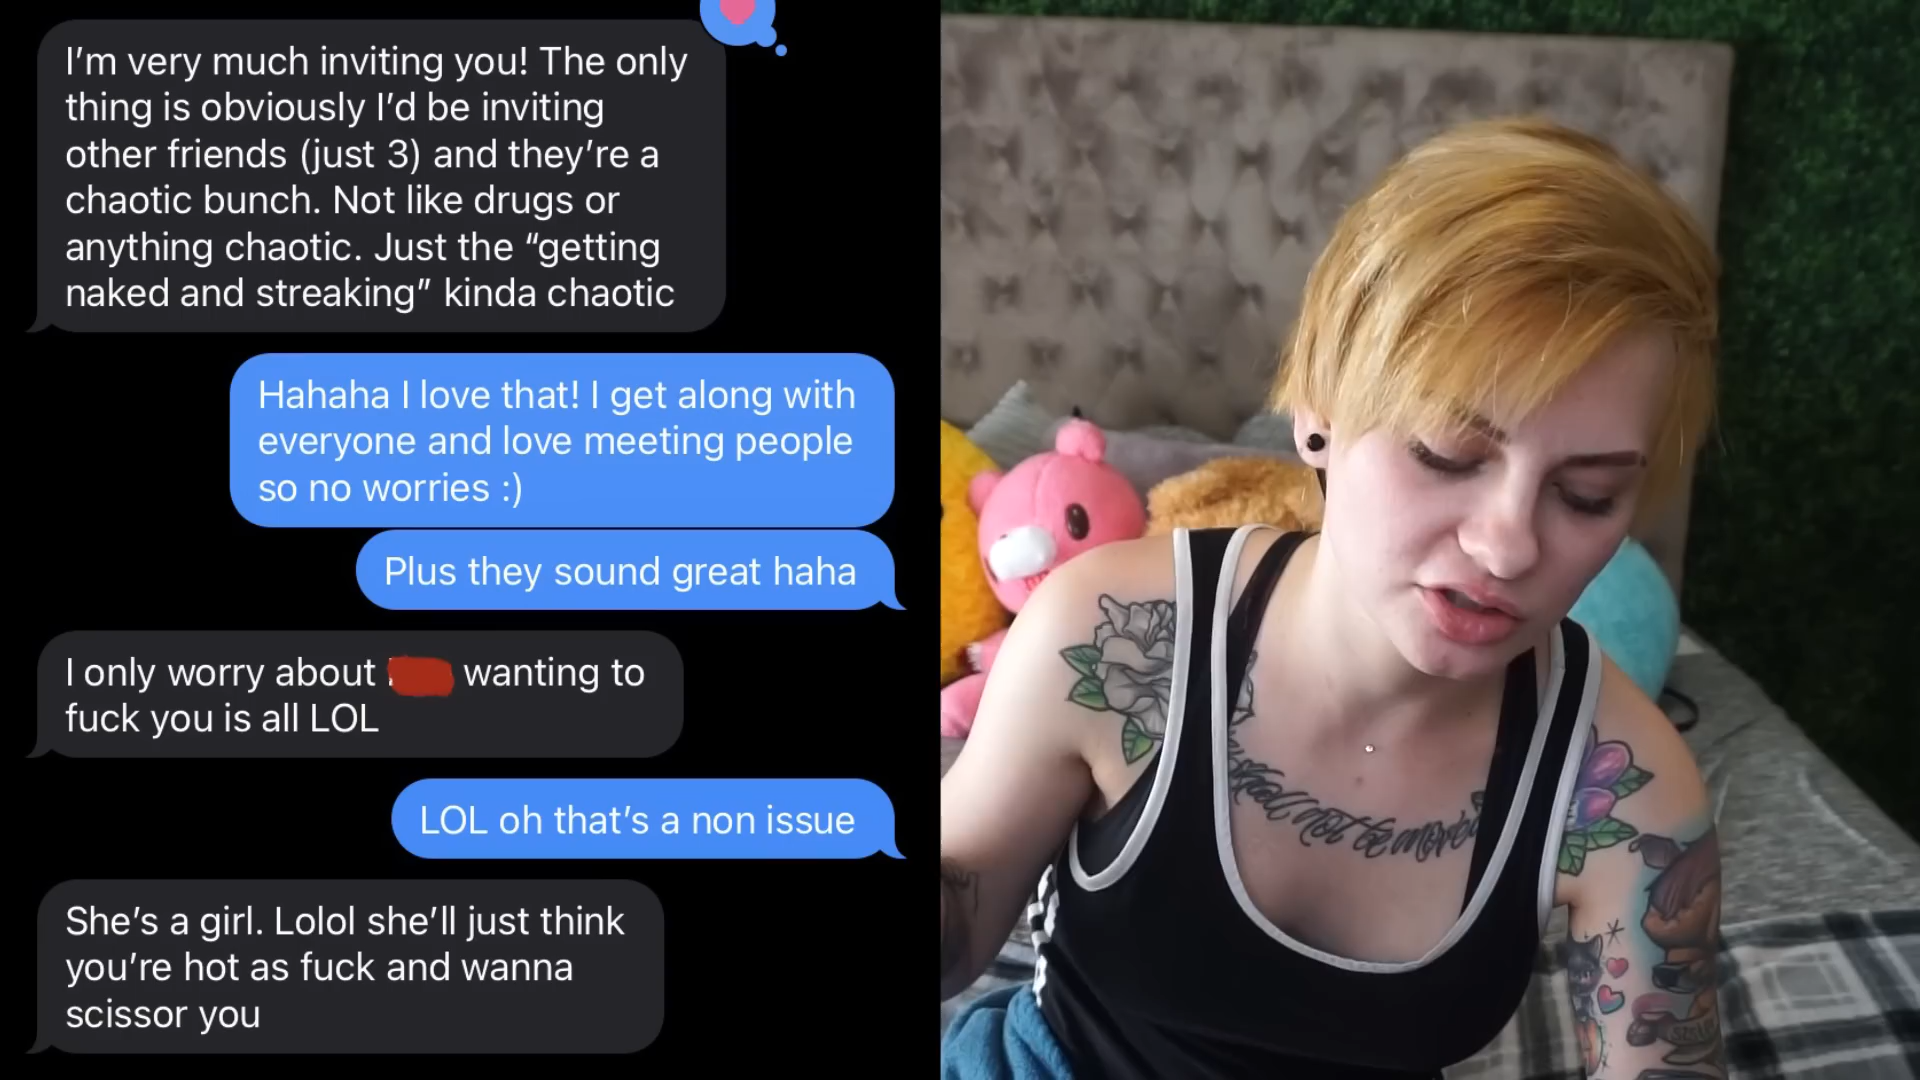 I'm very much inviting you! The only
thing is obviously I'd be inviting
other friends (just 3) and they're a
chaotic bunch. Not like drugs or
anything chaotic. Just the “getting
naked and streaking” kinda chaotic
Hahaha I love that! I get along with
everyone and love meeting people
so no worries :)
Plus they sound great haha
I only worry about wanting to
fuck you is all LOL
LOL oh that's a non issue
She's a girl. Lolol she'll just think
you're hot as fuck and wanna
scissor you
shall not be moved